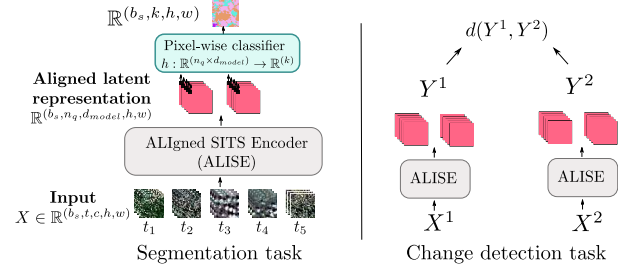 ℝ^(b_s,k,h,w)
Pixel-wise classifier
h : ℝ^(n_q×d_model) → ℝ^(k)
Aligned latent
representation
ℝ^(b_s,n_q,d_model,h,w)
ALIgned SITS Encoder
(ALISE)
Input
X ∈ ℝ^(b_s,t,c,h,w)
t_1 t_2 t_3 t_4 t_5
Segmentation task
d(Y^1, Y^2)
Y^1 Y^2
ALISE ALISE
X^1 X^2
Change detection task